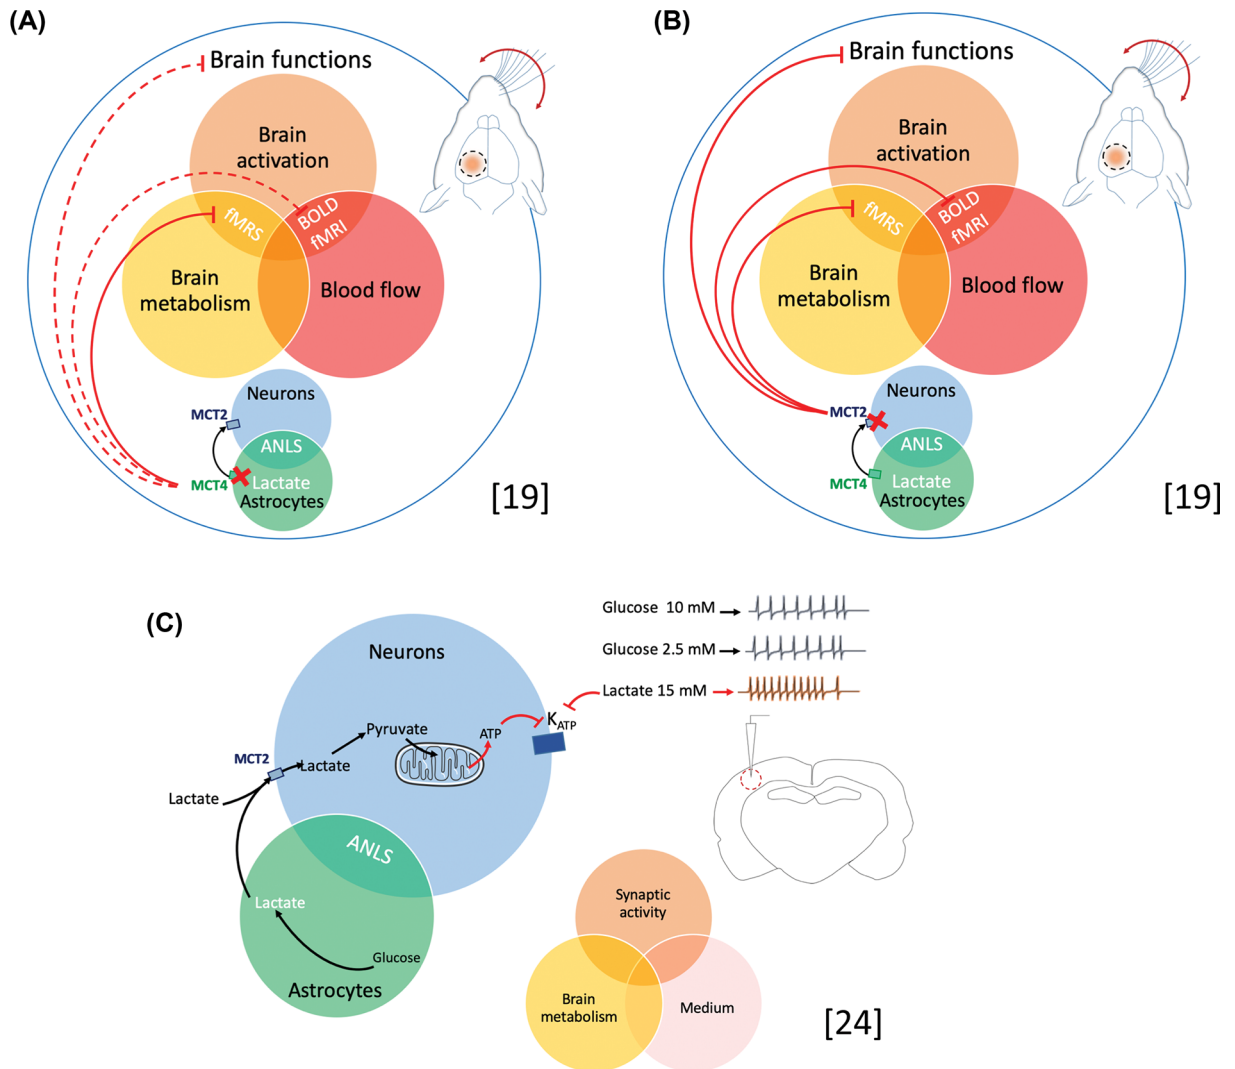 (A)
Brain functions
Brain
activation
fMRS
BOLD
fMRI
Brain
metabolism
Blood flow
Neurons
MCT2
ANLS
MCT4
Lactate
Astrocytes
[19]
(B)
Brain functions
Brain
activation
fMRS
BOLD
fMRI
Brain
metabolism
Blood flow
Neurons
MCT2
ANLS
MCT4
Lactate
Astrocytes
[19]
(C)
Neurons
Glucose 10 mM
Glucose 2.5 mM
Lactate 15 mM
KATP
Pyruvate
ATP
MCT2
Lactate
Lactate
ANLS
Lactate
Glucose
Astrocytes
Synaptic
activity
Brain
metabolism
Medium
[24]